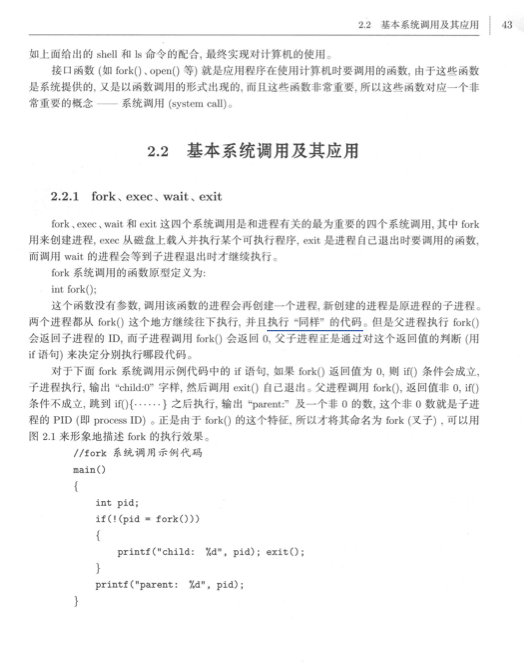 2.2 基本系统调用及其应用 43
如上面给出的 shell 和 ls 命令的配合, 最终实现对计算机的使用。
接口函数 (如 fork()、open() 等) 就是应用程序在使用计算机时要调用的函数, 由于这些函数
是系统提供的, 又是以函数调用的形式出现的, 而且这些函数非常重要, 所以这些函数对应一个非
常重要的概念 —— 系统调用 (system call)。
2.2 基本系统调用及其应用
2.2.1 fork、exec、wait、exit
fork、exec、wait 和 exit 这四个系统调用是和进程有关的最为重要的四个系统调用, 其中 fork
用来创建进程, exec 从磁盘上载入并执行某个可执行程序, exit 是进程自己退出时要调用的函数,
而调用 wait 的进程会等到子进程退出时才继续执行。
fork 系统调用的函数原型定义为:
int fork();
这个函数没有参数, 调用该函数的进程会再创建一个进程, 新创建的进程是原进程的子进程。
两个进程都从 fork() 这个地方继续往下执行, 并且执行 “同样” 的代码。但是父进程执行 fork()
会返回子进程的 ID, 而子进程调用 fork() 会返回 0, 父子进程正是通过对这个返回值的判断 (用
if 语句) 来决定分别执行哪段代码。
对于下面 fork 系统调用示例代码中的 if 语句, 如果 fork() 返回值为 0, 则 if() 条件会成立,
子进程执行, 输出 “child:0” 字样, 然后调用 exit() 自己退出。父进程调用 fork(), 返回值非 0, if()
条件不成立, 跳到 if(){······} 之后执行, 输出 “parent:” 及一个非 0 的数, 这个非 0 数就是子进
程的 PID (即 process ID) 。正是由于 fork() 的这个特征, 所以才将其命名为 fork (叉子) , 可以用
图 2.1 来形象地描述 fork 的执行效果。
//fork 系统调用示例代码
main()
{
int pid;
if(!(pid = fork()))
{
printf("child: %d", pid); exit();
}
printf("parent: %d", pid);
}